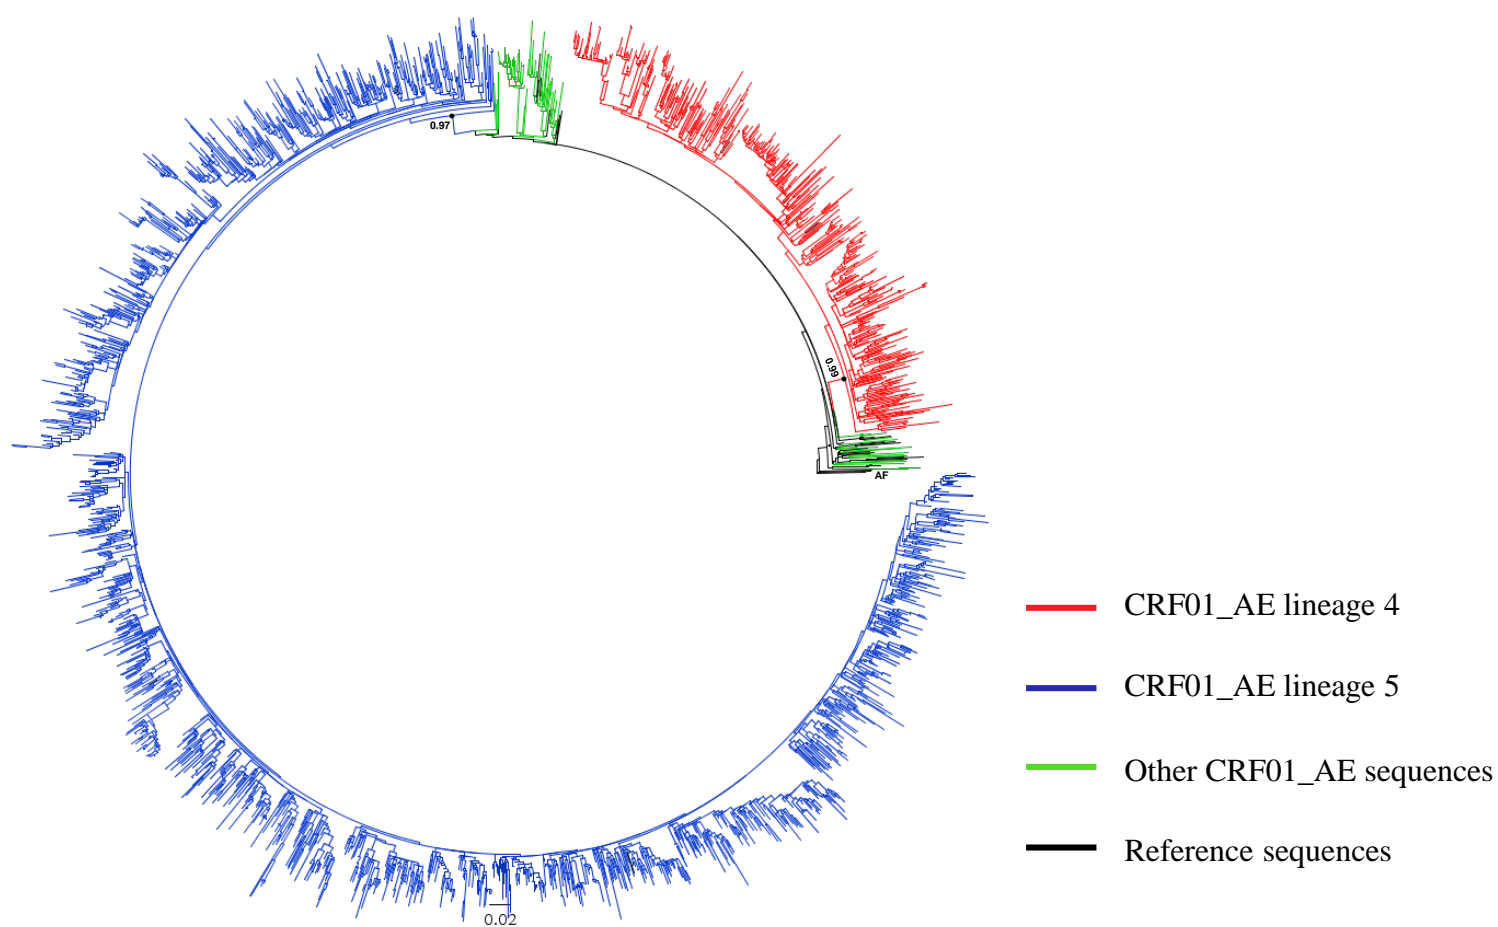 0.97
0.99
AF
CRF01_AE lineage 4
CRF01_AE lineage 5
Other CRF01_AE sequences
Reference sequences
0.02